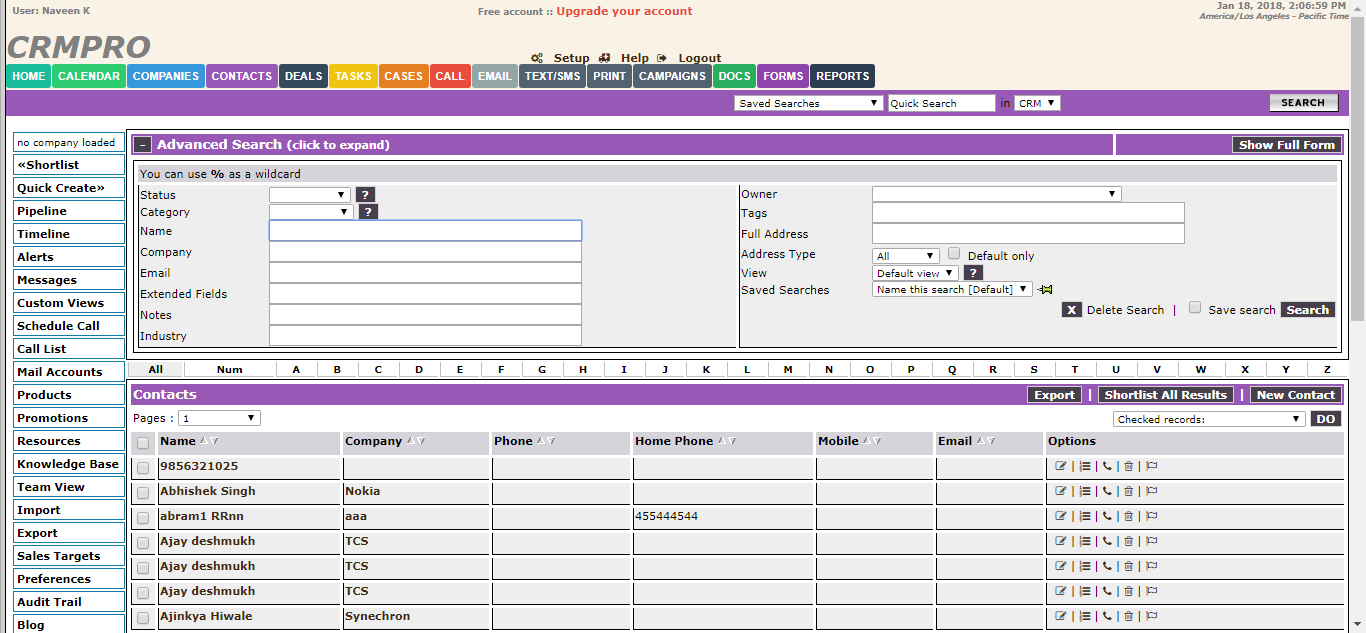 User: Naveen K
Free account :: Upgrade your account
Jan 18, 2018, 2:06:59 PM
America/Los Angeles - Pacific Time
CRMPRO
Setup Help Logout
HOME CALENDAR COMPANIES CONTACTS DEALS TASKS CASES CALL EMAIL TEXT/SMS PRINT CAMPAIGNS DOCS FORMS REPORTS
Saved Searches Quick Search in CRM SEARCH
no company loaded
«Shortlist
Quick Create»
Pipeline
Timeline
Alerts
Messages
Custom Views
Schedule Call
Call List
Mail Accounts
Products
Promotions
Resources
Knowledge Base
Team View
Import
Export
Sales Targets
Preferences
Audit Trail
Blog
- Advanced Search (click to expand) Show Full Form
You can use % as a wildcard
Status ?
Category ?
Name
Company
Email
Extended Fields
Notes
Industry
Owner
Tags
Full Address
Address Type All Default only
View Default view ?
Saved Searches Name this search [Default]
X Delete Search | Save search Search
All Num A B C D E F G H I J K L M N O P Q R S T U V W X Y Z
Contacts Export | Shortlist All Results | New Contact
Pages : 1 Checked records: DO
Name Company Phone Home Phone Mobile Email Options
9856321025 | | | |
Abhishek Singh Nokia | | | |
abram1 RRnn aaa 455444544 | | | |
Ajay deshmukh TCS | | | |
Ajay deshmukh TCS | | | |
Ajay deshmukh TCS | | | |
Ajinkya Hiwale Synechron | | | |